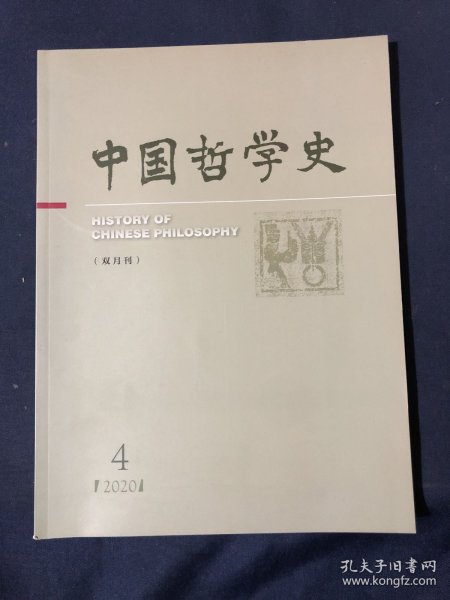 中国哲学史
HISTORY OF
CHINESE PHILOSOPHY
（双月刊）
4
2020
孔夫子旧书网
www.kongfz.com